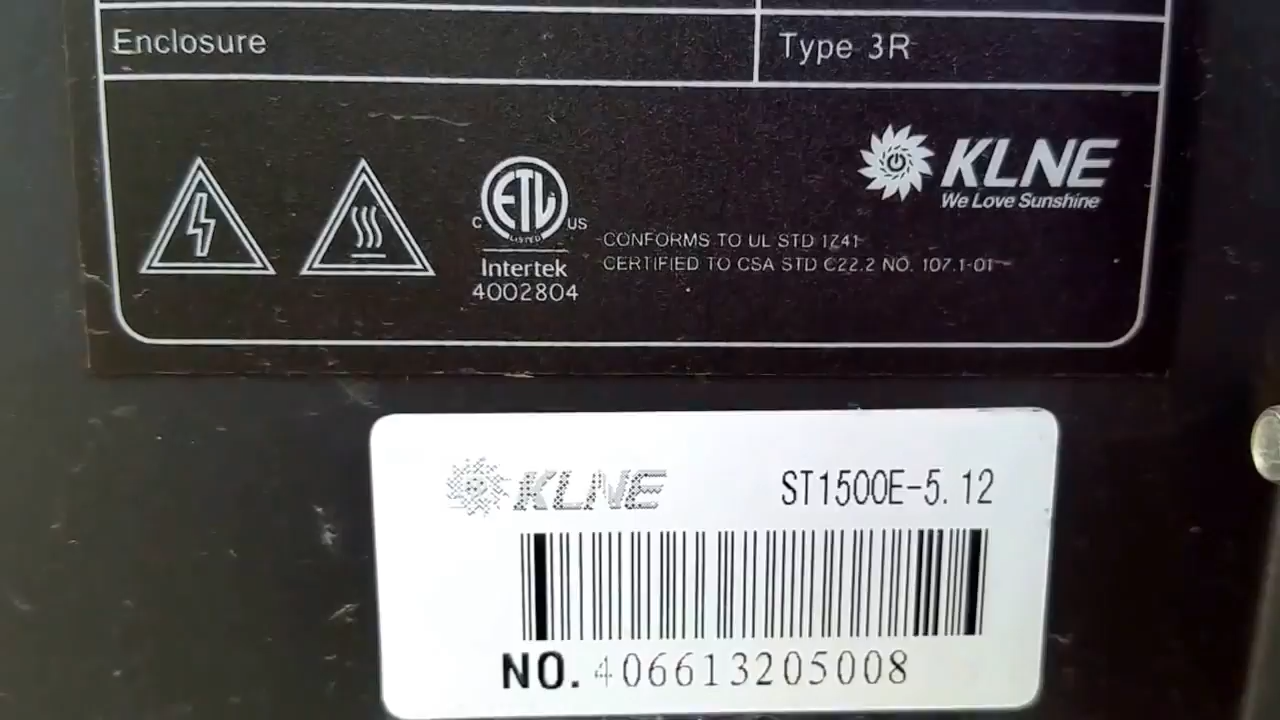 Enclosure Type 3R
KLNE
We Love Sunshine
C ETL US
LISTED
Intertek
4002804
CONFORMS TO UL STD 1741
CERTIFIED TO CSA STD C22.2 NO. 107.1-01
KLNE ST1500E-5.12
NO. 406613205008